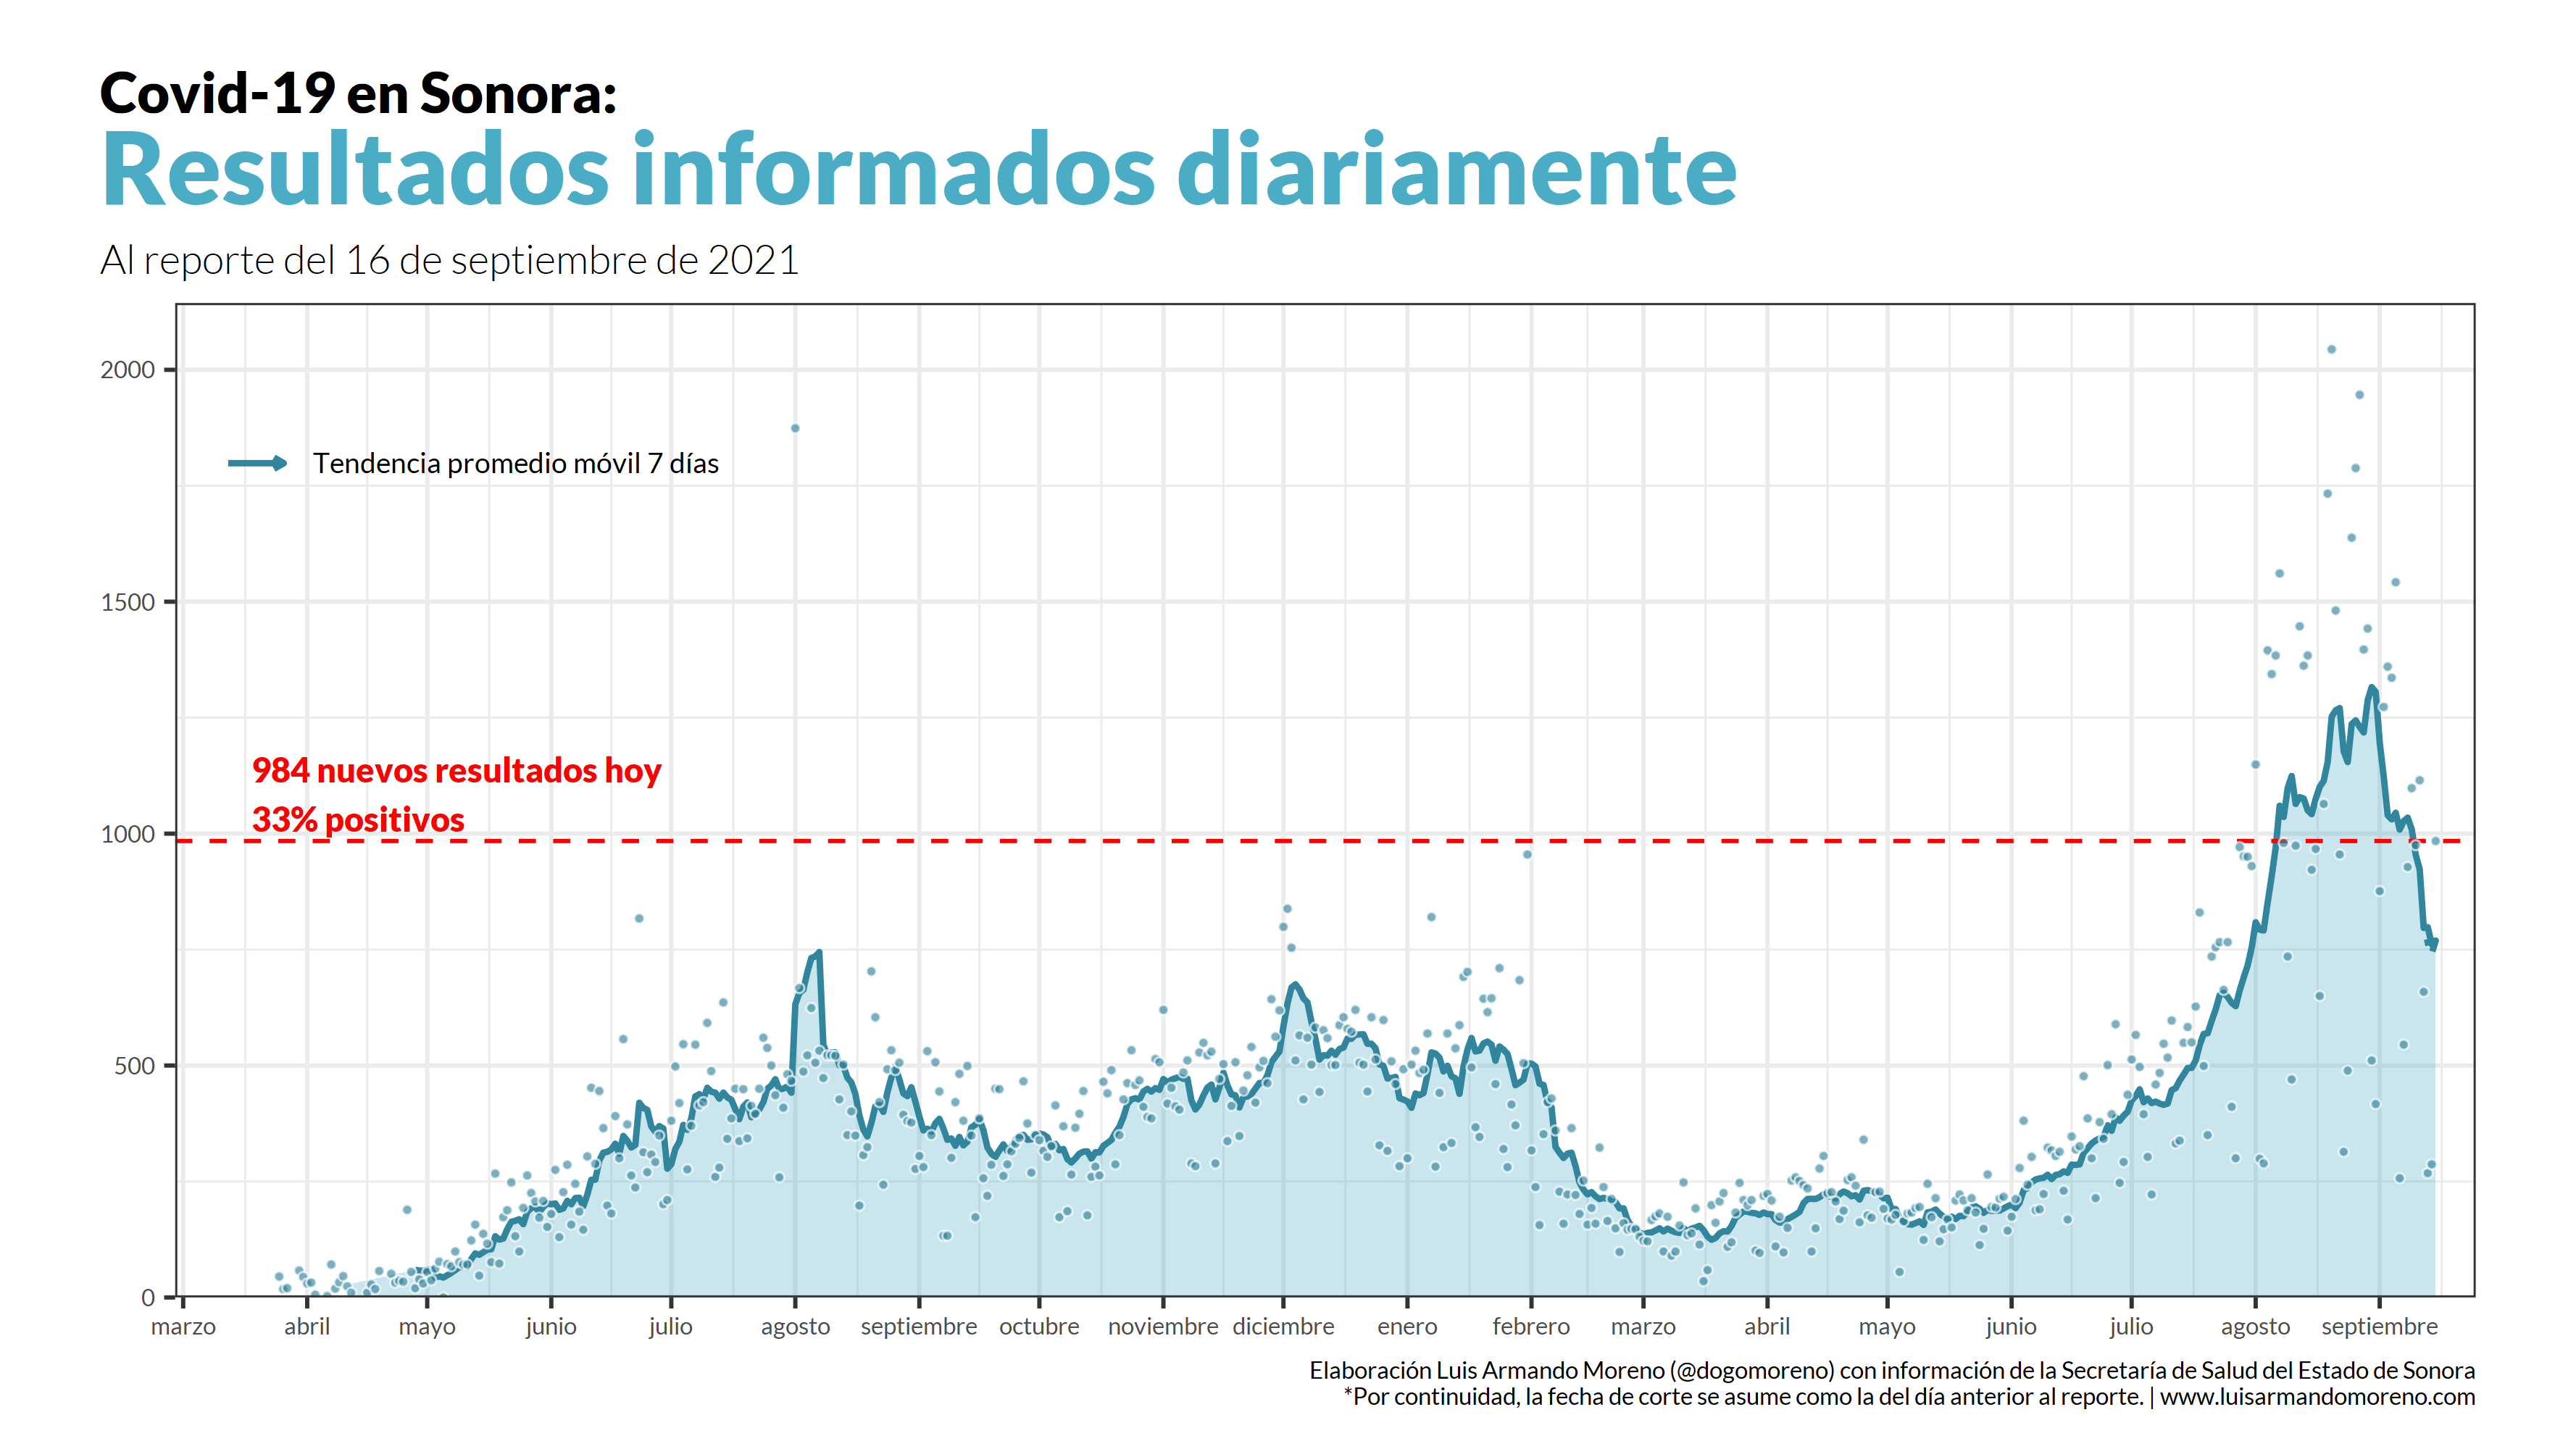 Covid-19 en Sonora:
Resultados informados diariamente
Al reporte del 16 de septiembre de 2021
2000
Tendencia promedio móvil 7 días
1500
984 nuevos resultados hoy
33% positivos
1000
500
0
marzo abril mayo junio julio agosto septiembre octubre noviembre diciembre enero febrero marzo abril mayo junio julio agosto septiembre
Elaboración Luis Armando Moreno (@dogomoreno) con información de la Secretaría de Salud del Estado de Sonora
*Por continuidad, la fecha de corte se asume como la del día anterior al reporte. | www.luisarmandomoreno.com